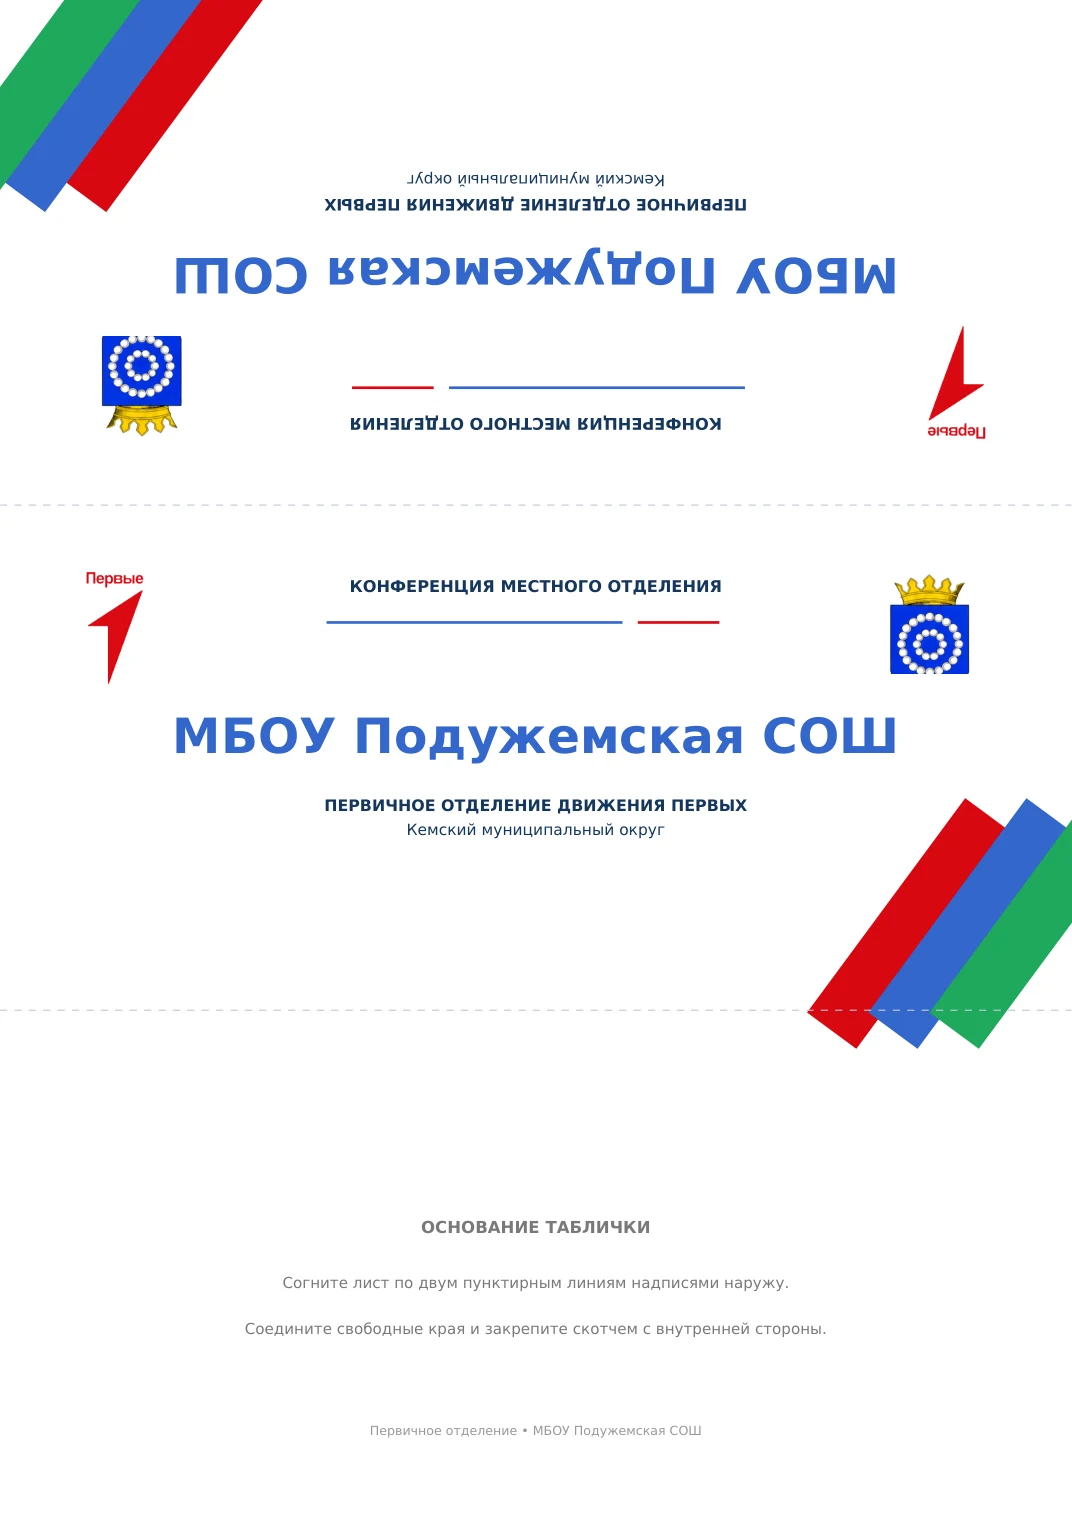 Кемский муниципальный округ
ПЕРВИЧНОЕ ОТДЕЛЕНИЕ ДВИЖЕНИЯ ПЕРВЫХ
МБОУ Подужемская СОШ
КОНФЕРЕНЦИЯ МЕСТНОГО ОТДЕЛЕНИЯ
Первые
Первые
КОНФЕРЕНЦИЯ МЕСТНОГО ОТДЕЛЕНИЯ
МБОУ Подужемская СОШ
ПЕРВИЧНОЕ ОТДЕЛЕНИЕ ДВИЖЕНИЯ ПЕРВЫХ
Кемский муниципальный округ
ОСНОВАНИЕ ТАБЛИЧКИ
Согните лист по двум пунктирным линиям надписями наружу.
Соедините свободные края и закрепите скотчем с внутренней стороны.
Первичное отделение • МБОУ Подужемская СОШ